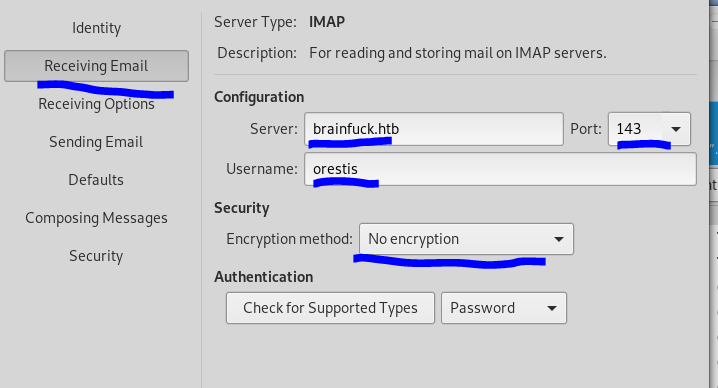 Identity
Receiving Email
Receiving Options
Sending Email
Defaults
Composing Messages
Security
Server Type: IMAP
Description: For reading and storing mail on IMAP servers.
Configuration
Server: brainfuck.htb Port: 143
Username: orestis
Security
Encryption method: No encryption
Authentication
Check for Supported Types Password